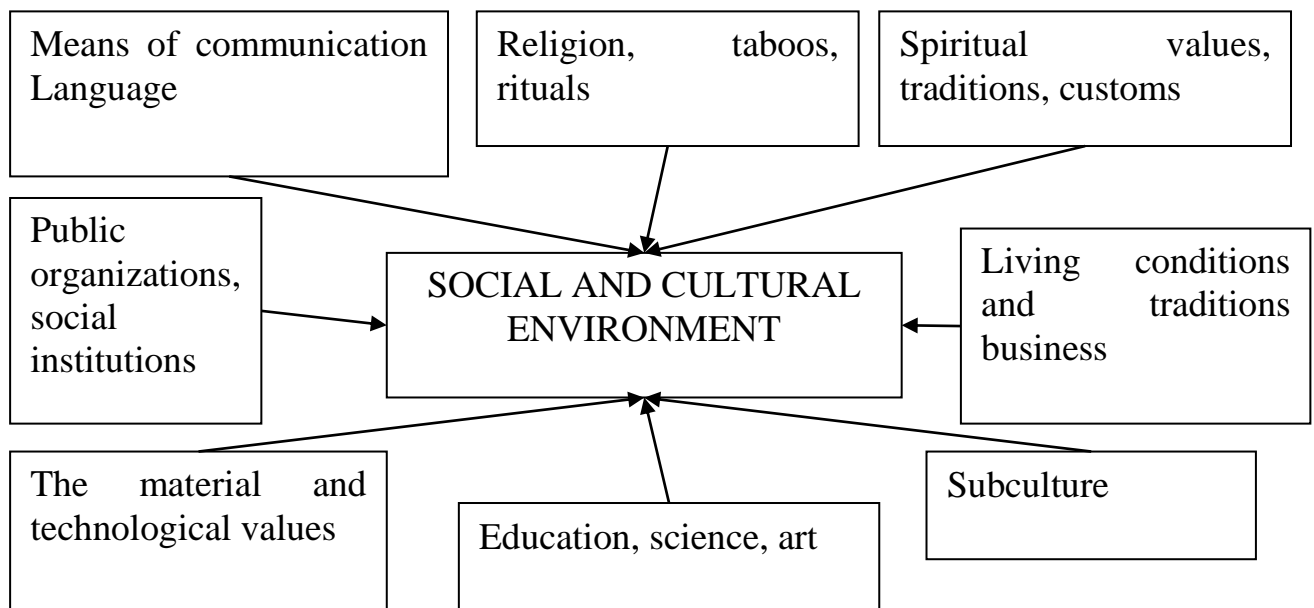 Means of communication
Language
Religion, taboos,
rituals
Spiritual values,
traditions, customs
Public
organizations,
social
institutions
SOCIAL AND CULTURAL
ENVIRONMENT
Living conditions
and traditions
business
The material and
technological values
Education, science, art
Subculture